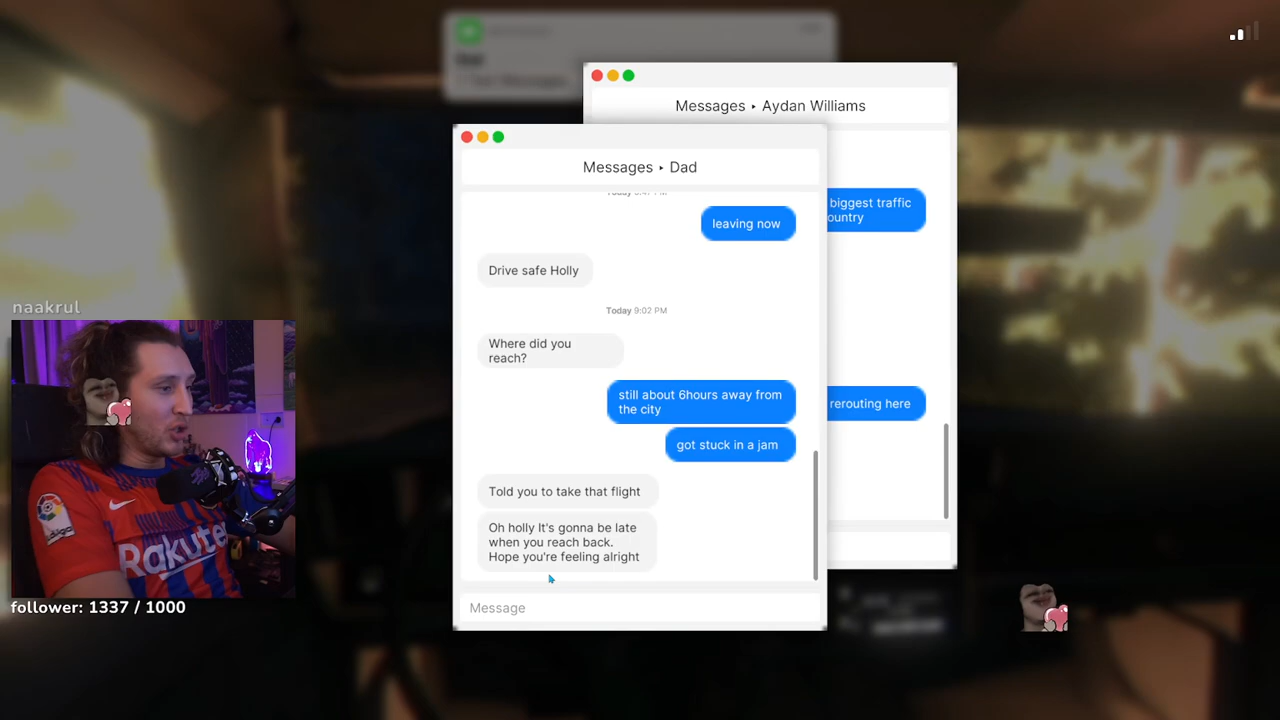 Messages ▸ Aydan Williams
biggest traffic
ountry
rerouting here
Messages ▸ Dad
Today
leaving now
Drive safe Holly
Today 9:02 PM
Where did you
reach?
still about 6hours away from
the city
got stuck in a jam
Told you to take that flight
Oh holly It's gonna be late
when you reach back.
Hope you're feeling alright
Message
naakrul
Rakute
follower: 1337 / 1000